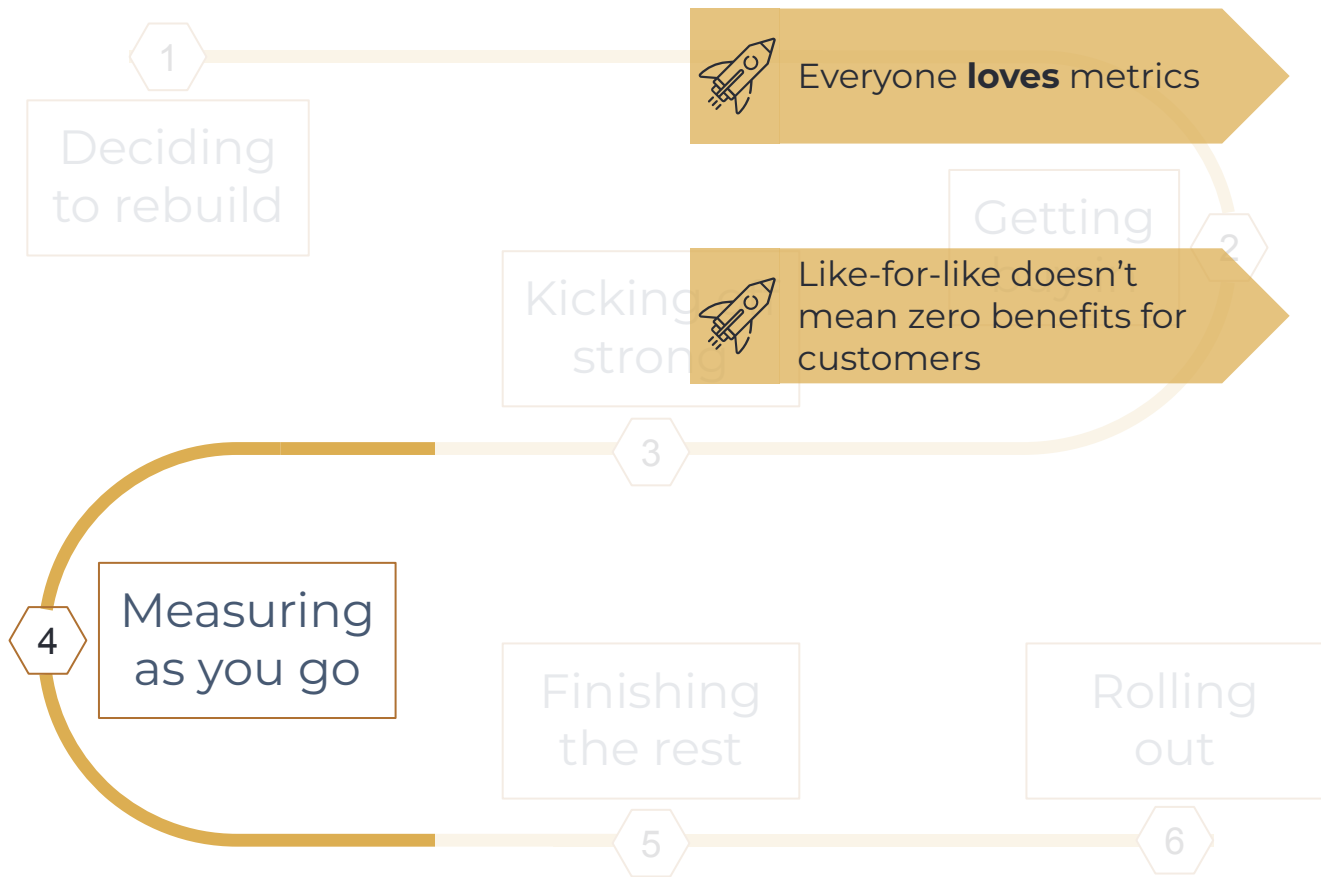 1
Deciding
to rebuild
Everyone loves metrics
Getting
2
Like-for-like doesn’t
mean zero benefits for
customers
Kicking
strong
3
4
Measuring
as you go
Finishing
the rest
5
Rolling
out
6